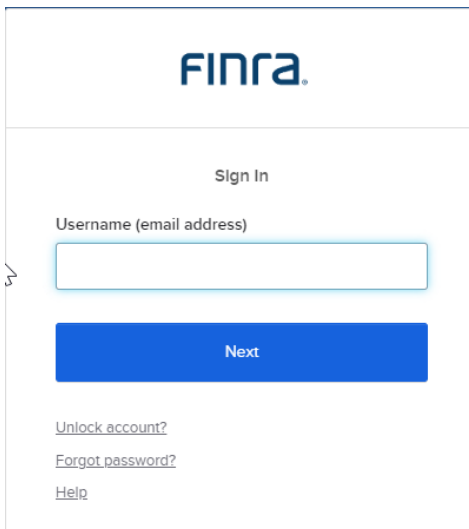 Finra.
Sign In
Username (email address)
Next
Unlock account?
Forgot password?
Help